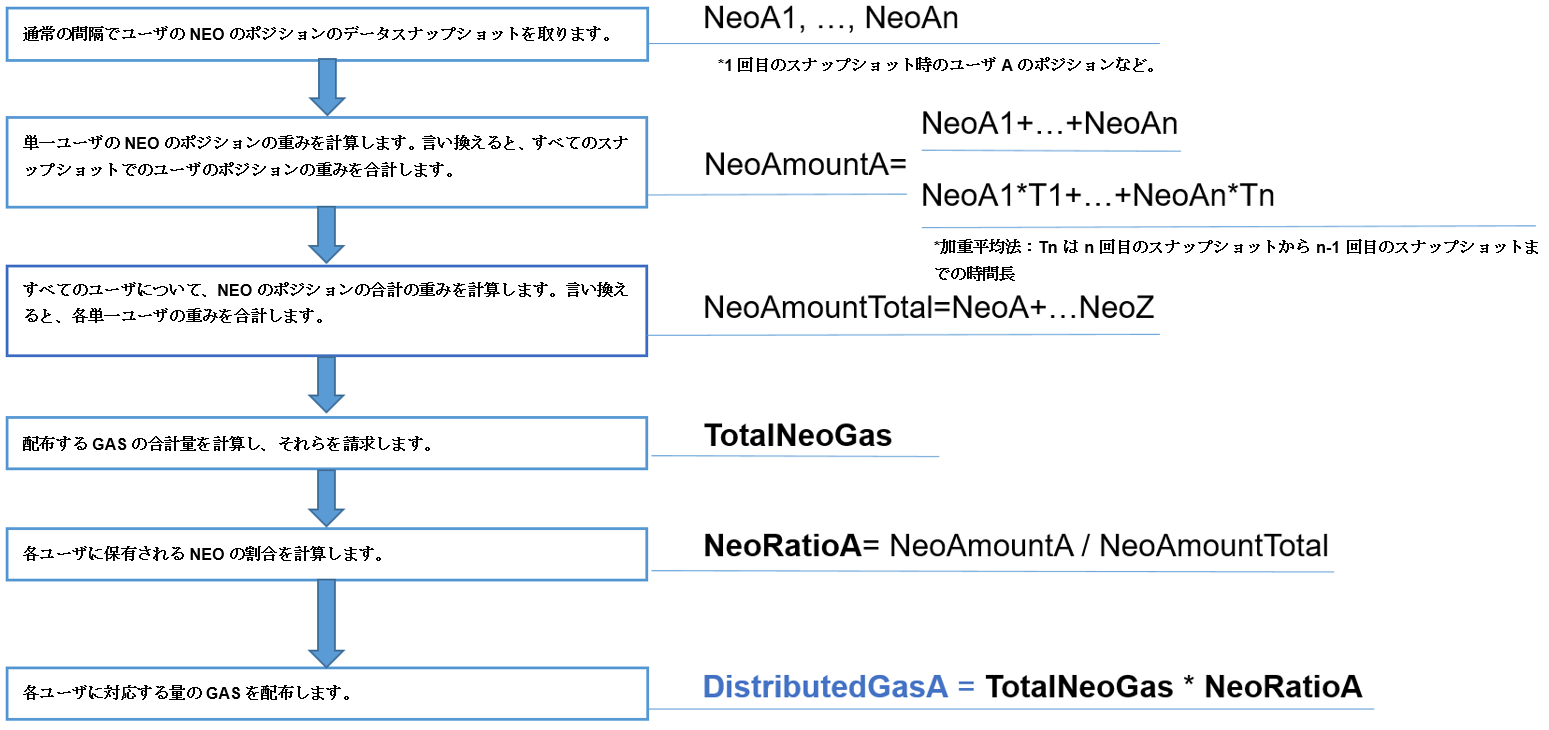 通常の間隔でユーザの NEO のポジションのデータスナップショットを取ります。
NeoA1, …, NeoAn
*1 回目のスナップショット時のユーザ A のポジションなど。
単一ユーザの NEO のポジションの重みを計算します。言い換えると、すべてのスナ
ップショットでのユーザのポジションの重みを合計します。
NeoAmountA=
NeoA1+…+NeoAn
NeoA1*T1+…+NeoAn*Tn
*加重平均法：Tn は n 回目のスナップショットから n-1 回目のスナップショットま
での時間長
すべてのユーザについて、NEO のポジションの合計の重みを計算します。言い換え
ると、各単一ユーザの重みを合計します。
NeoAmountTotal=NeoA+…NeoZ
配布する GAS の合計量を計算し、それらを請求します。
TotalNeoGas
各ユーザに保有される NEO の割合を計算します。
NeoRatioA= NeoAmountA / NeoAmountTotal
各ユーザに対応する量の GAS を配布します。
DistributedGasA = TotalNeoGas * NeoRatioA